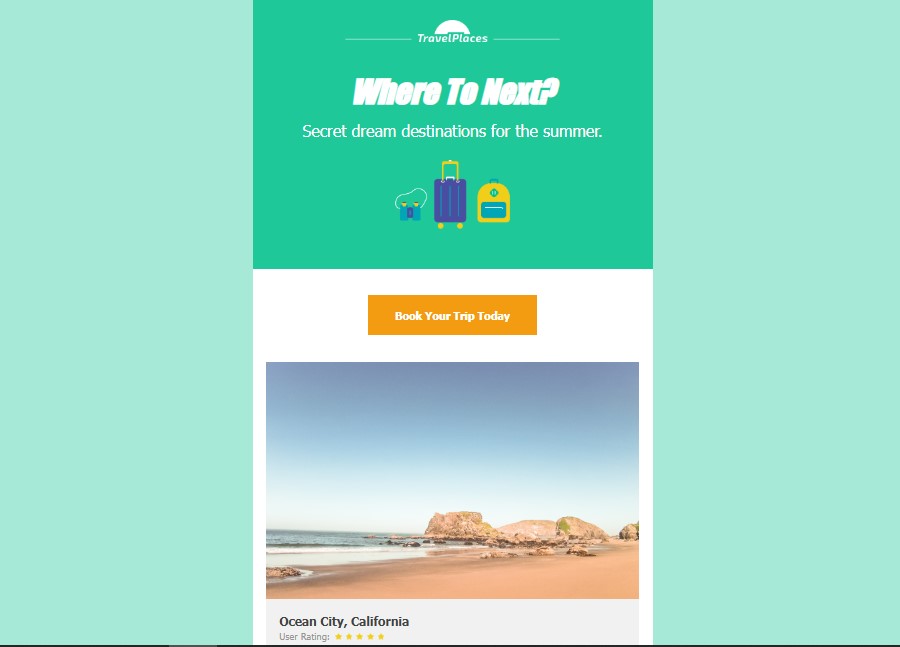 TravelPlaces
Where To Next?
Secret dream destinations for the summer.
Book Your Trip Today
Ocean City, California
User Rating: